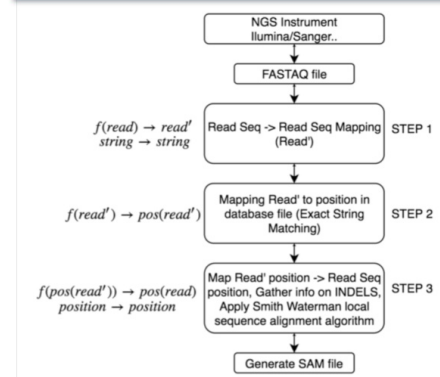 NGS Instrument
Ilumina/Sanger..
FASTAQ file
f(read) → read′
string → string
Read Seq -> Read Seq Mapping
(Read')
STEP 1
f(read′) → pos(read′)
Mapping Read' to position in
database file (Exact String
Matching)
STEP 2
f(pos(read′)) → pos(read)
position → position
Map Read' position -> Read Seq
position, Gather info on INDELS,
Apply Smith Waterman local
sequence alignment algorithm
STEP 3
Generate SAM file